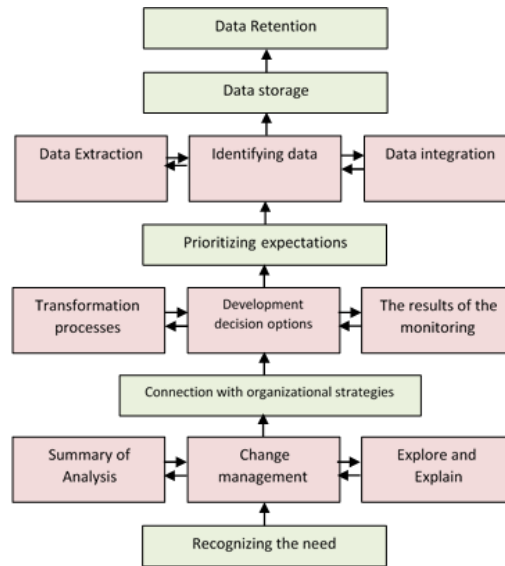 Data Retention
Data storage
Data Extraction
Identifying data
Data integration
Prioritizing expectations
Transformation
processes
Development
decision options
The results of the
monitoring
Connection with organizational strategies
Summary of
Analysis
Change
management
Explore and
Explain
Recognizing the need